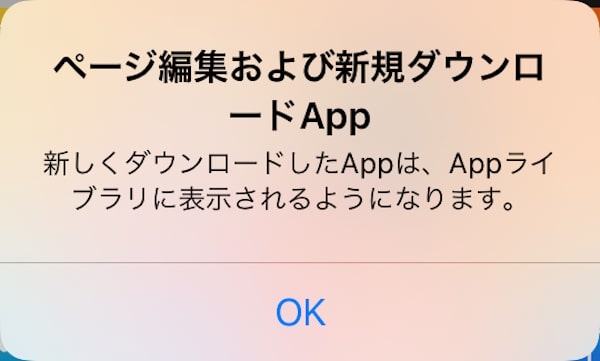 ページ編集および新規ダウンロ
ードApp
新しくダウンロードしたAppは、Appライ
ブラリに表示されるようになります。
OK